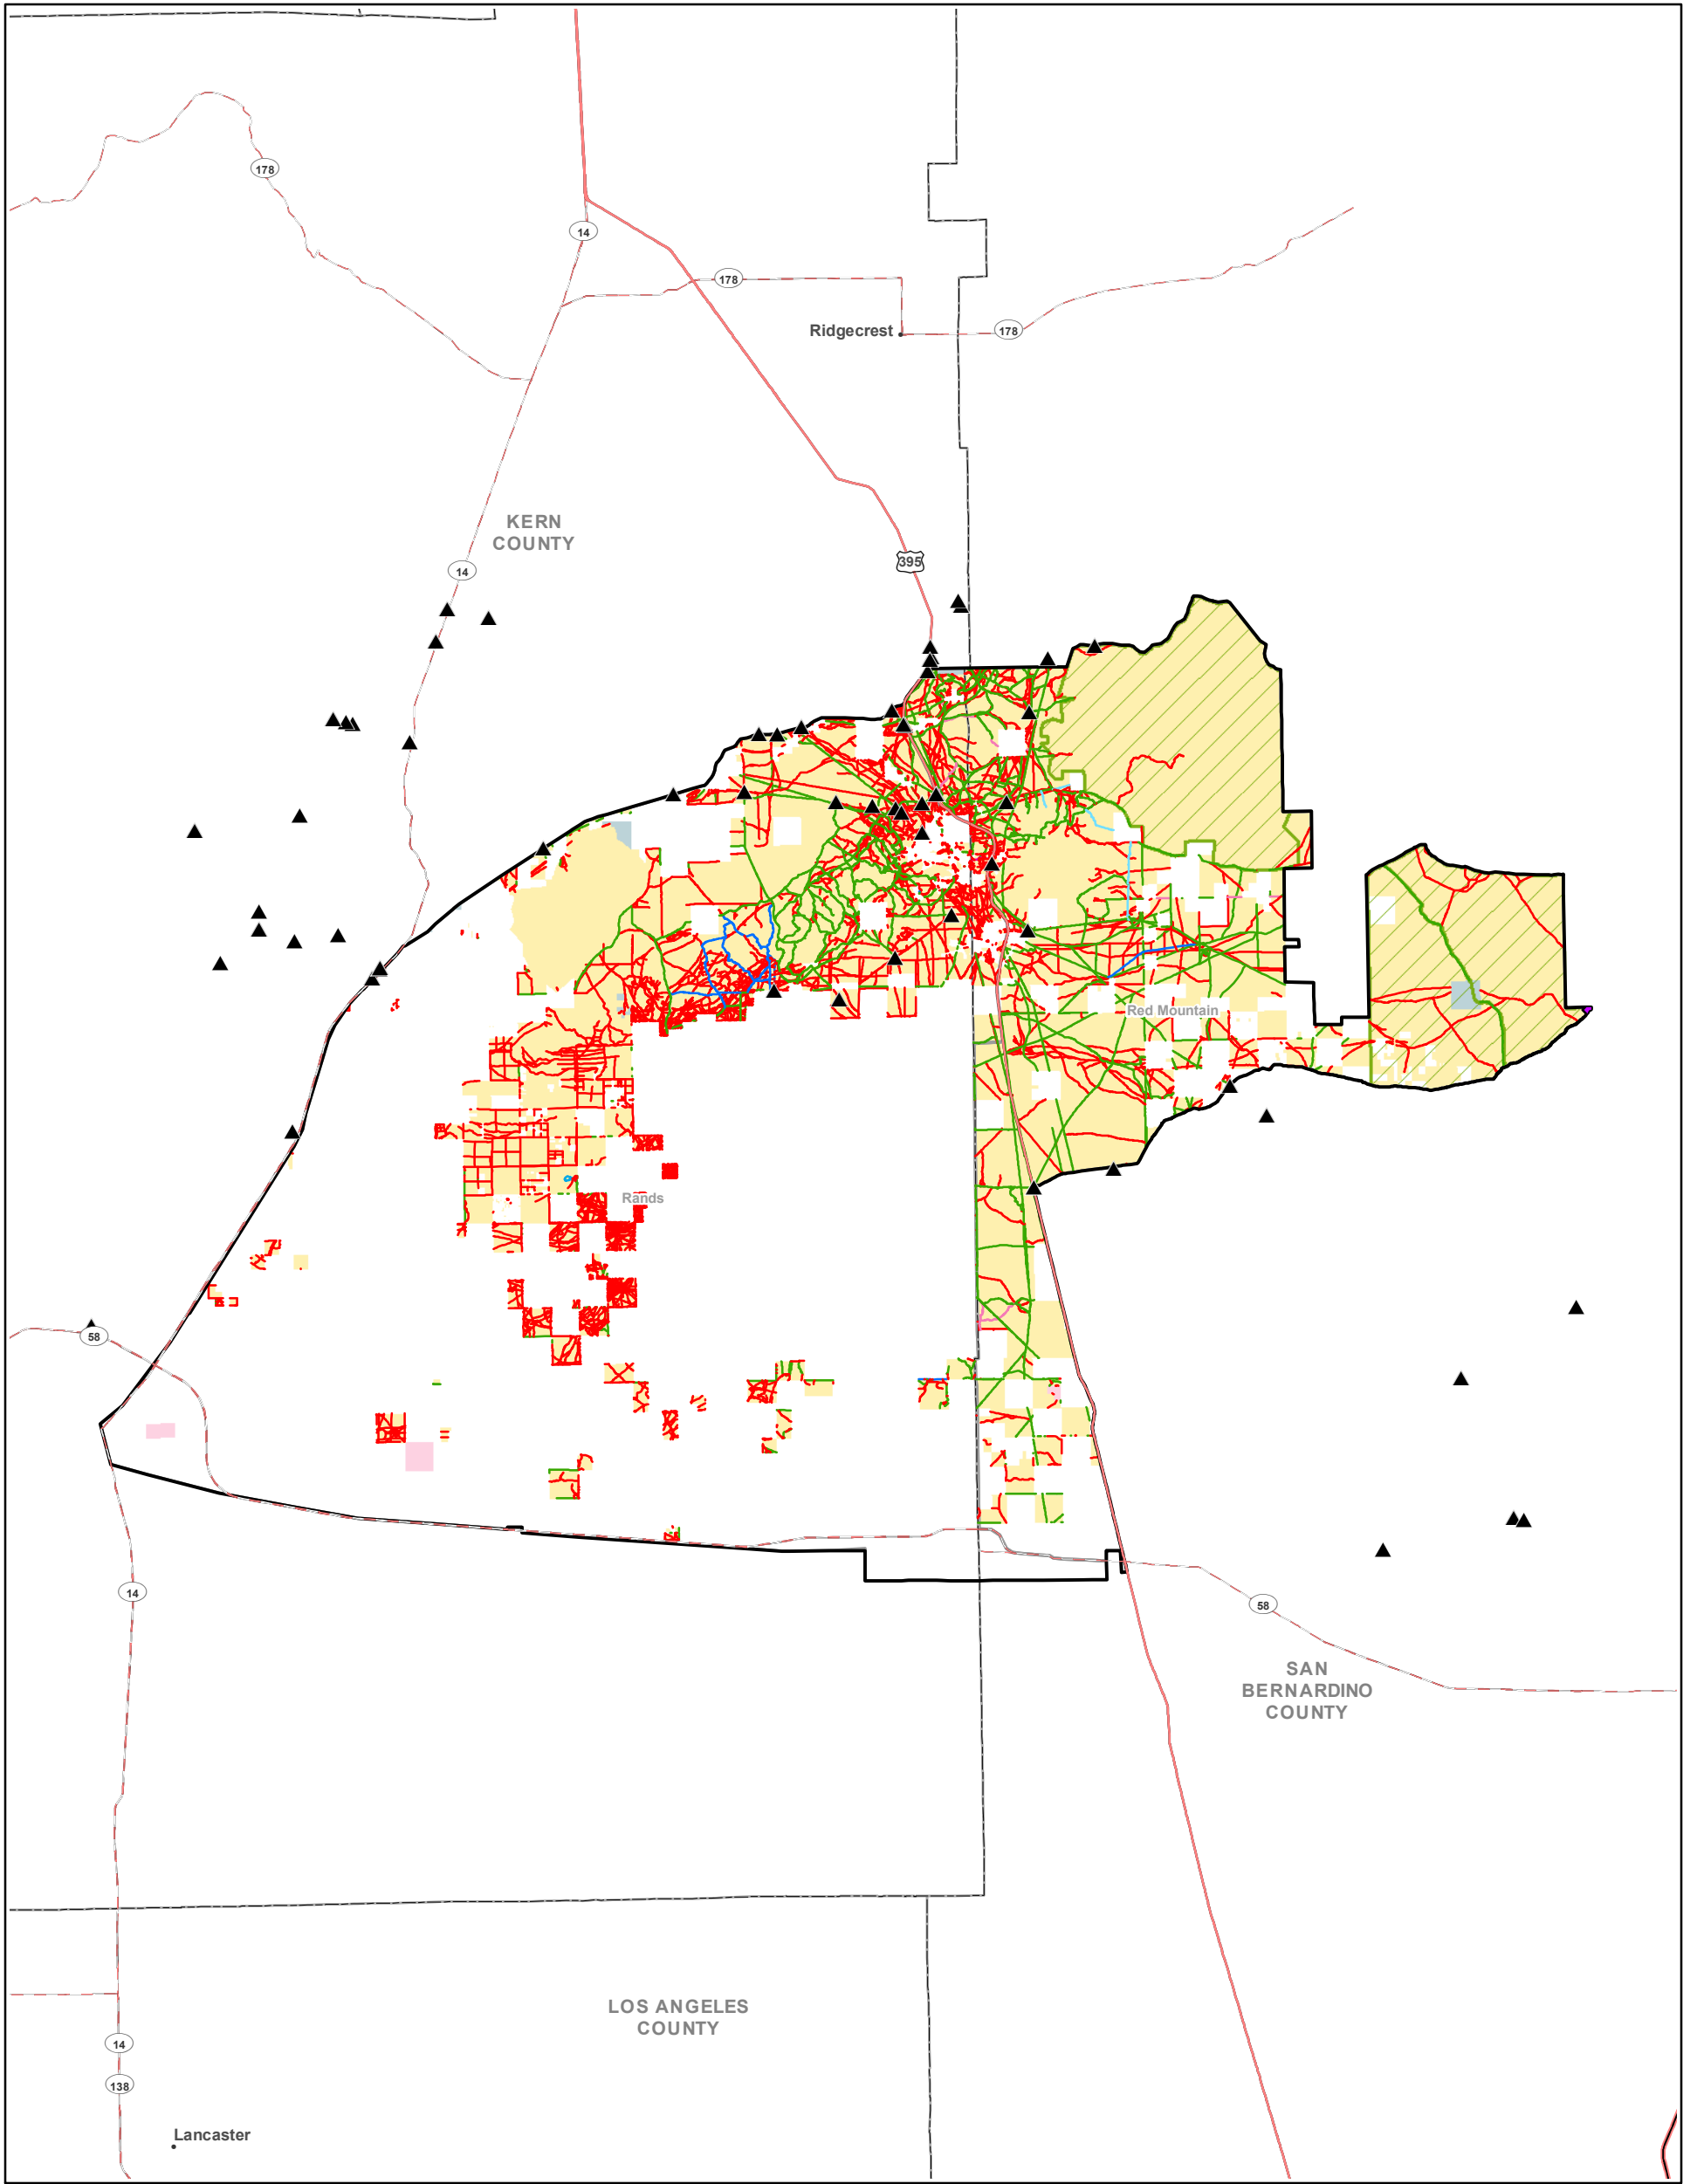 178
14
178
Ridgecrest
178
KERN
COUNTY
395
14
Red Mountain
Rands
58
14
58
SAN
BERNARDINO
COUNTY
LOS ANGELES
COUNTY
14
138
Lancaster